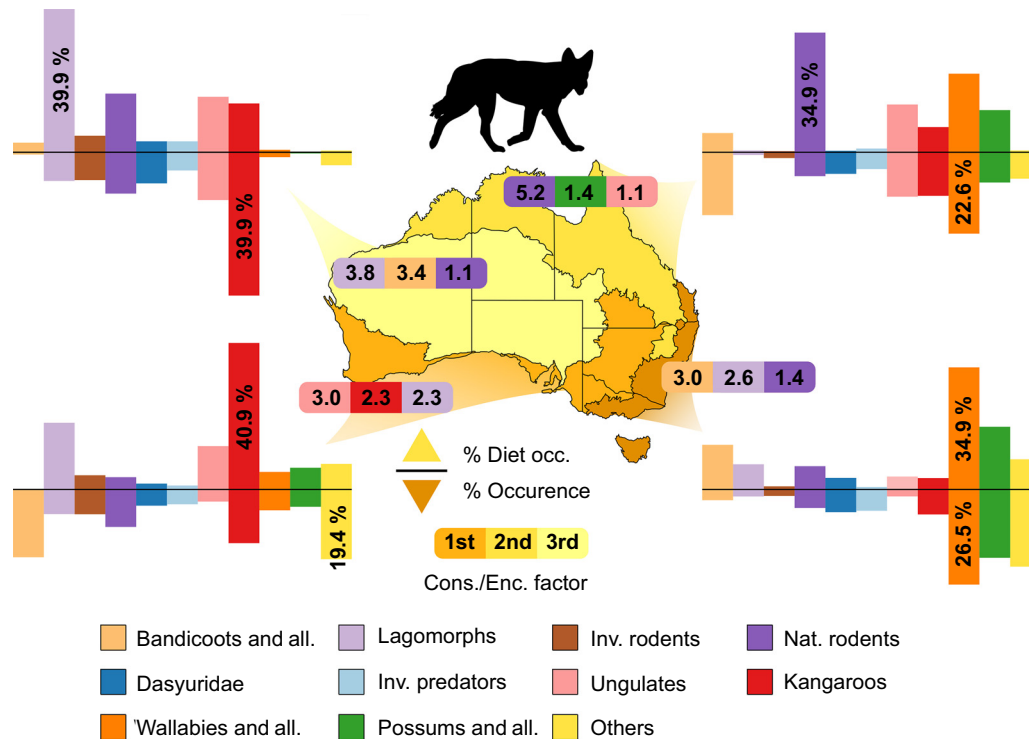 39.9 %
39.9 %
34.9 %
22.6 %
5.2 1.4 1.1
3.8 3.4 1.1
3.0 2.6 1.4
3.0 2.3 2.3
40.9 %
19.4 %
34.9 %
26.5 %
% Diet occ.
% Occurence
1st 2nd 3rd
Cons./Enc. factor
Bandicoots and all.
Lagomorphs
Inv. rodents
Nat. rodents
Dasyuridae
Inv. predators
Ungulates
Kangaroos
Wallabies and all.
Possums and all.
Others